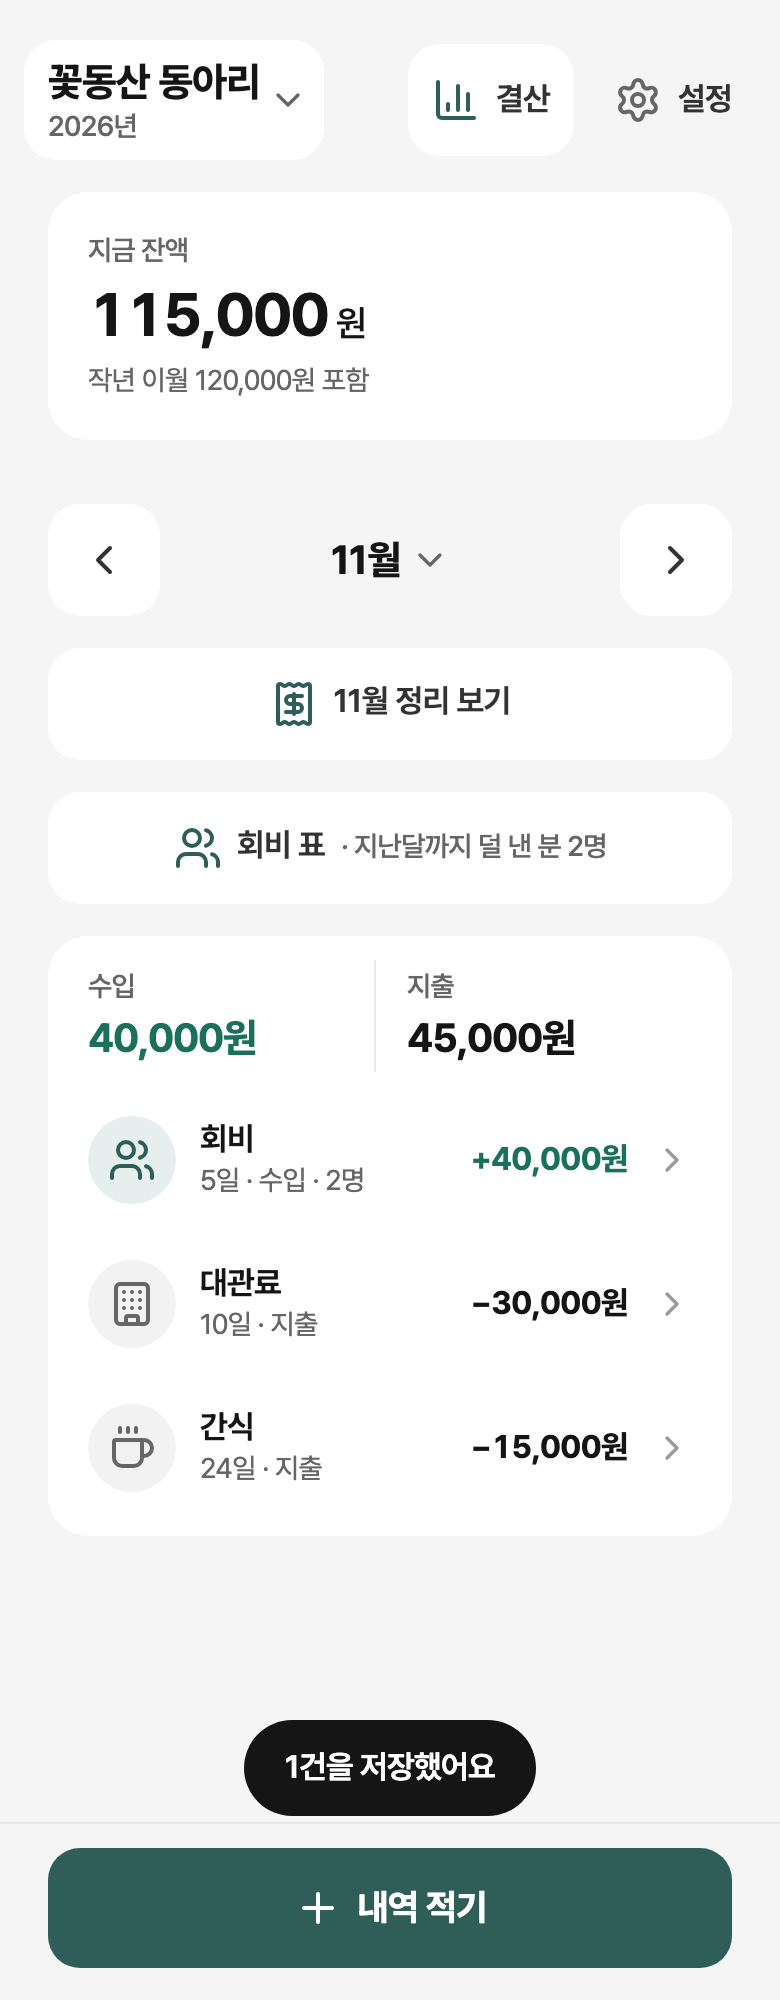 꽃동산 동아리
2026년
결산
설정
지금 잔액
115,000원
작년 이월 120,000원 포함
11월
11월 정리 보기
회비 표 · 지난달까지 덜 낸 분 2명
수입
40,000원
지출
45,000원
회비
5일 · 수입 · 2명
+40,000원
대관료
10일 · 지출
−30,000원
간식
24일 · 지출
−15,000원
1건을 저장했어요
내역 적기